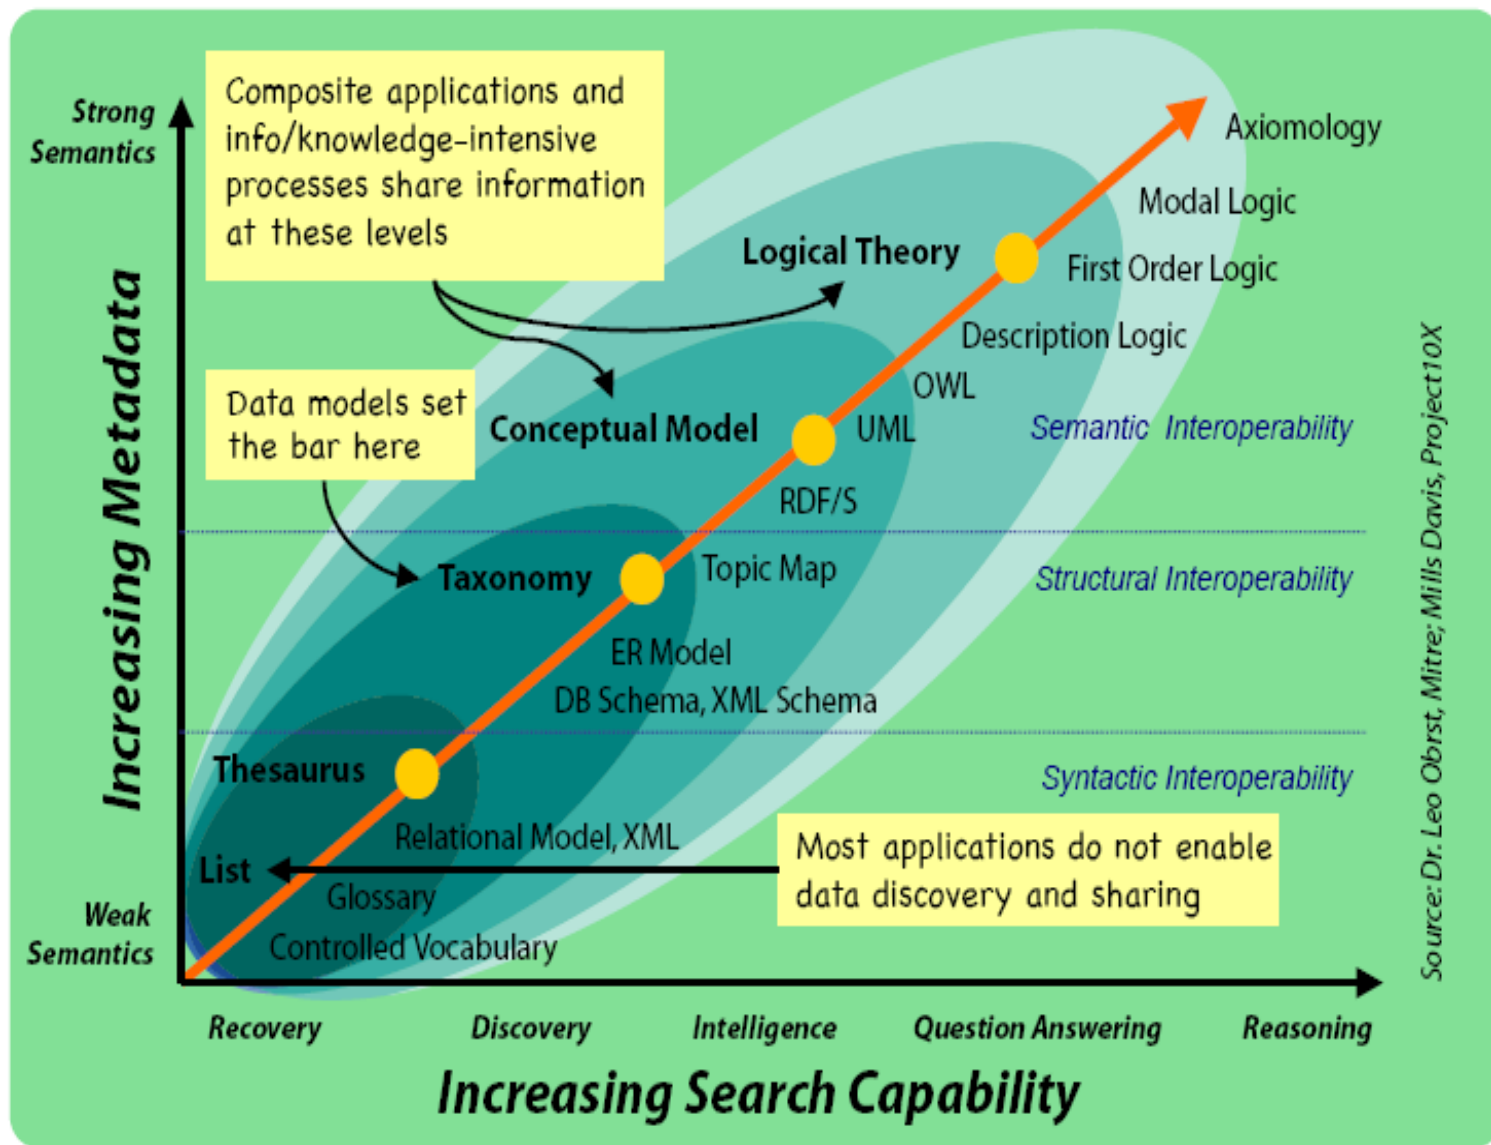 Strong
Semantics
Composite applications and
info/knowledge-intensive
processes share information
at these levels
Axiomology
Modal Logic
Logical Theory
First Order Logic
Description Logic
OWL
Data models set
the bar here
Conceptual Model
UML
Semantic Interoperability
RDF/S
Taxonomy
Topic Map
Structural Interoperability
ER Model
DB Schema, XML Schema
Thesaurus
Syntactic Interoperability
Relational Model, XML
Most applications do not enable
data discovery and sharing
List
Glossary
Controlled Vocabulary
Weak
Semantics
Increasing Metadata
Source: Dr. Leo Obrst, Mitre; Mills Davis, Project10X
Recovery
Discovery
Intelligence
Question Answering
Reasoning
Increasing Search Capability